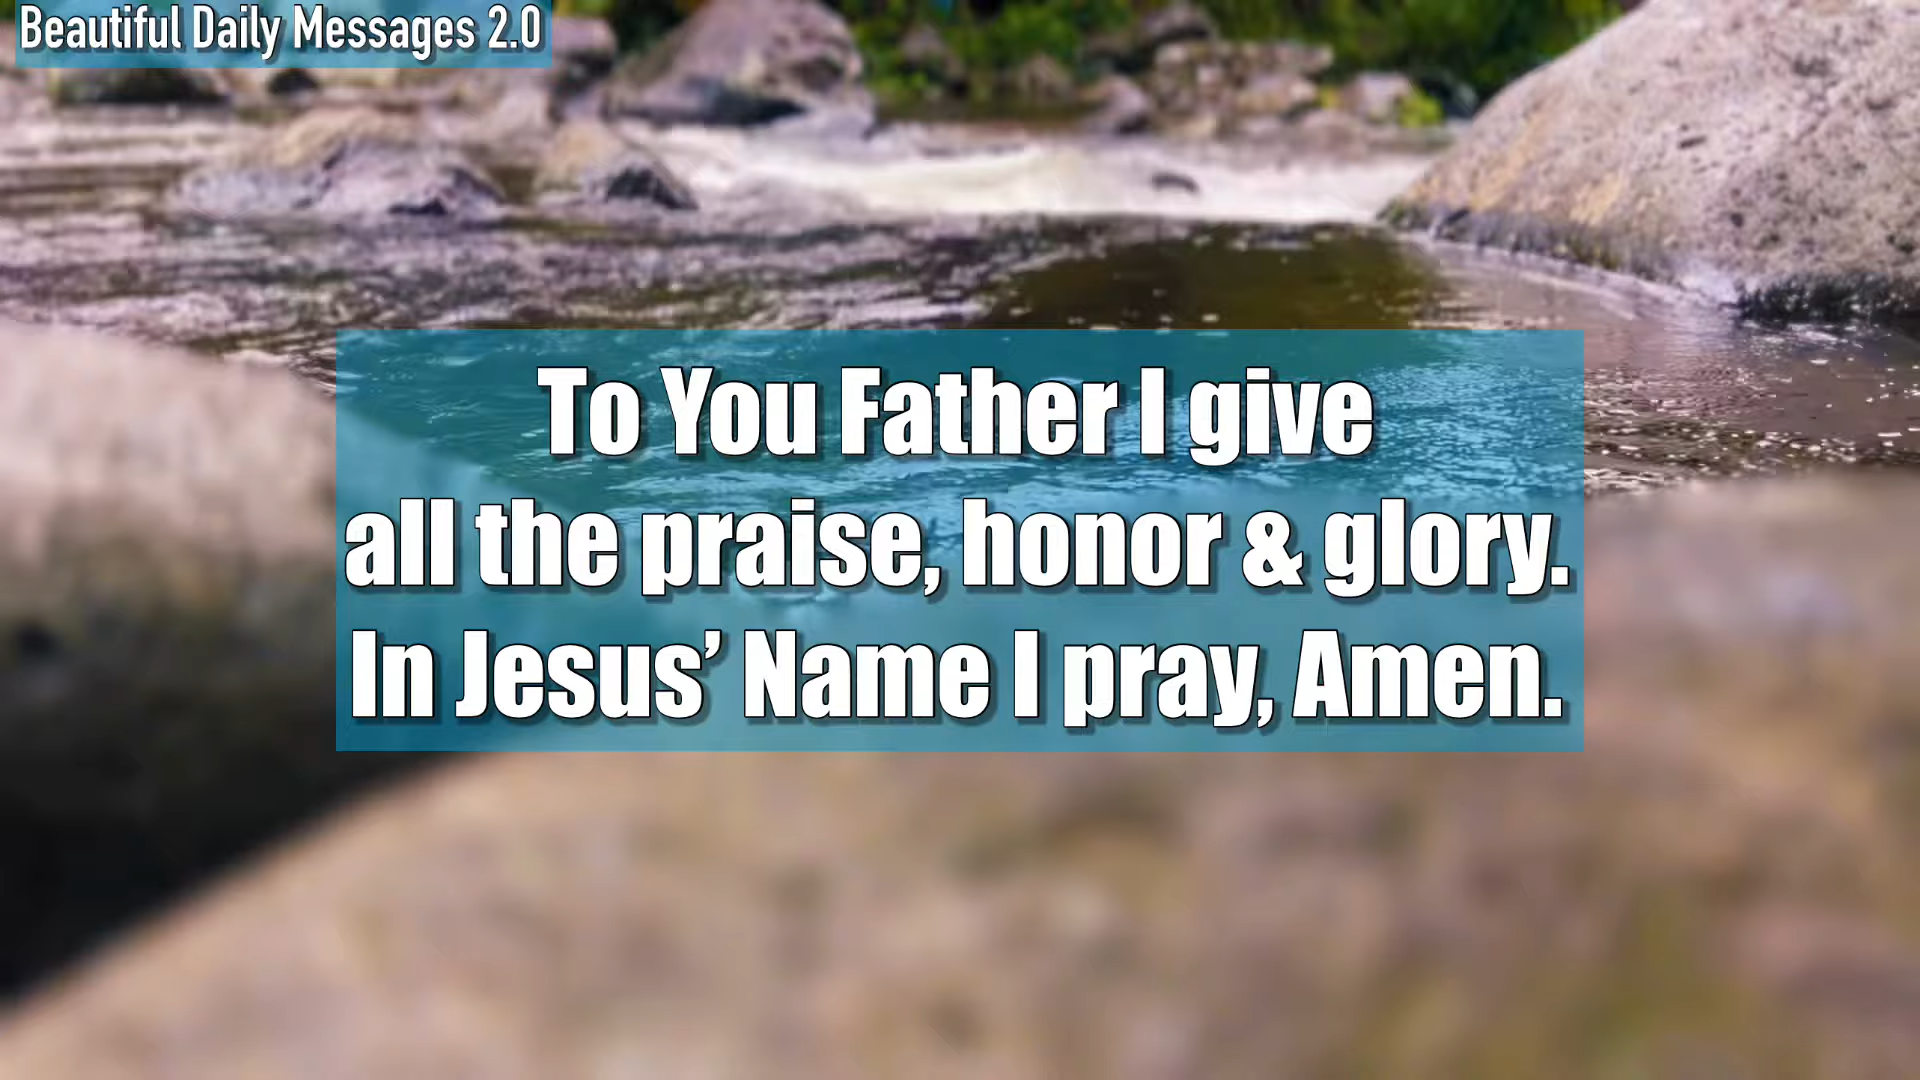 Beautiful Daily Messages 2.0
To You Father I give
all the praise, honor & glory.
In Jesus’ Name I pray, Amen.